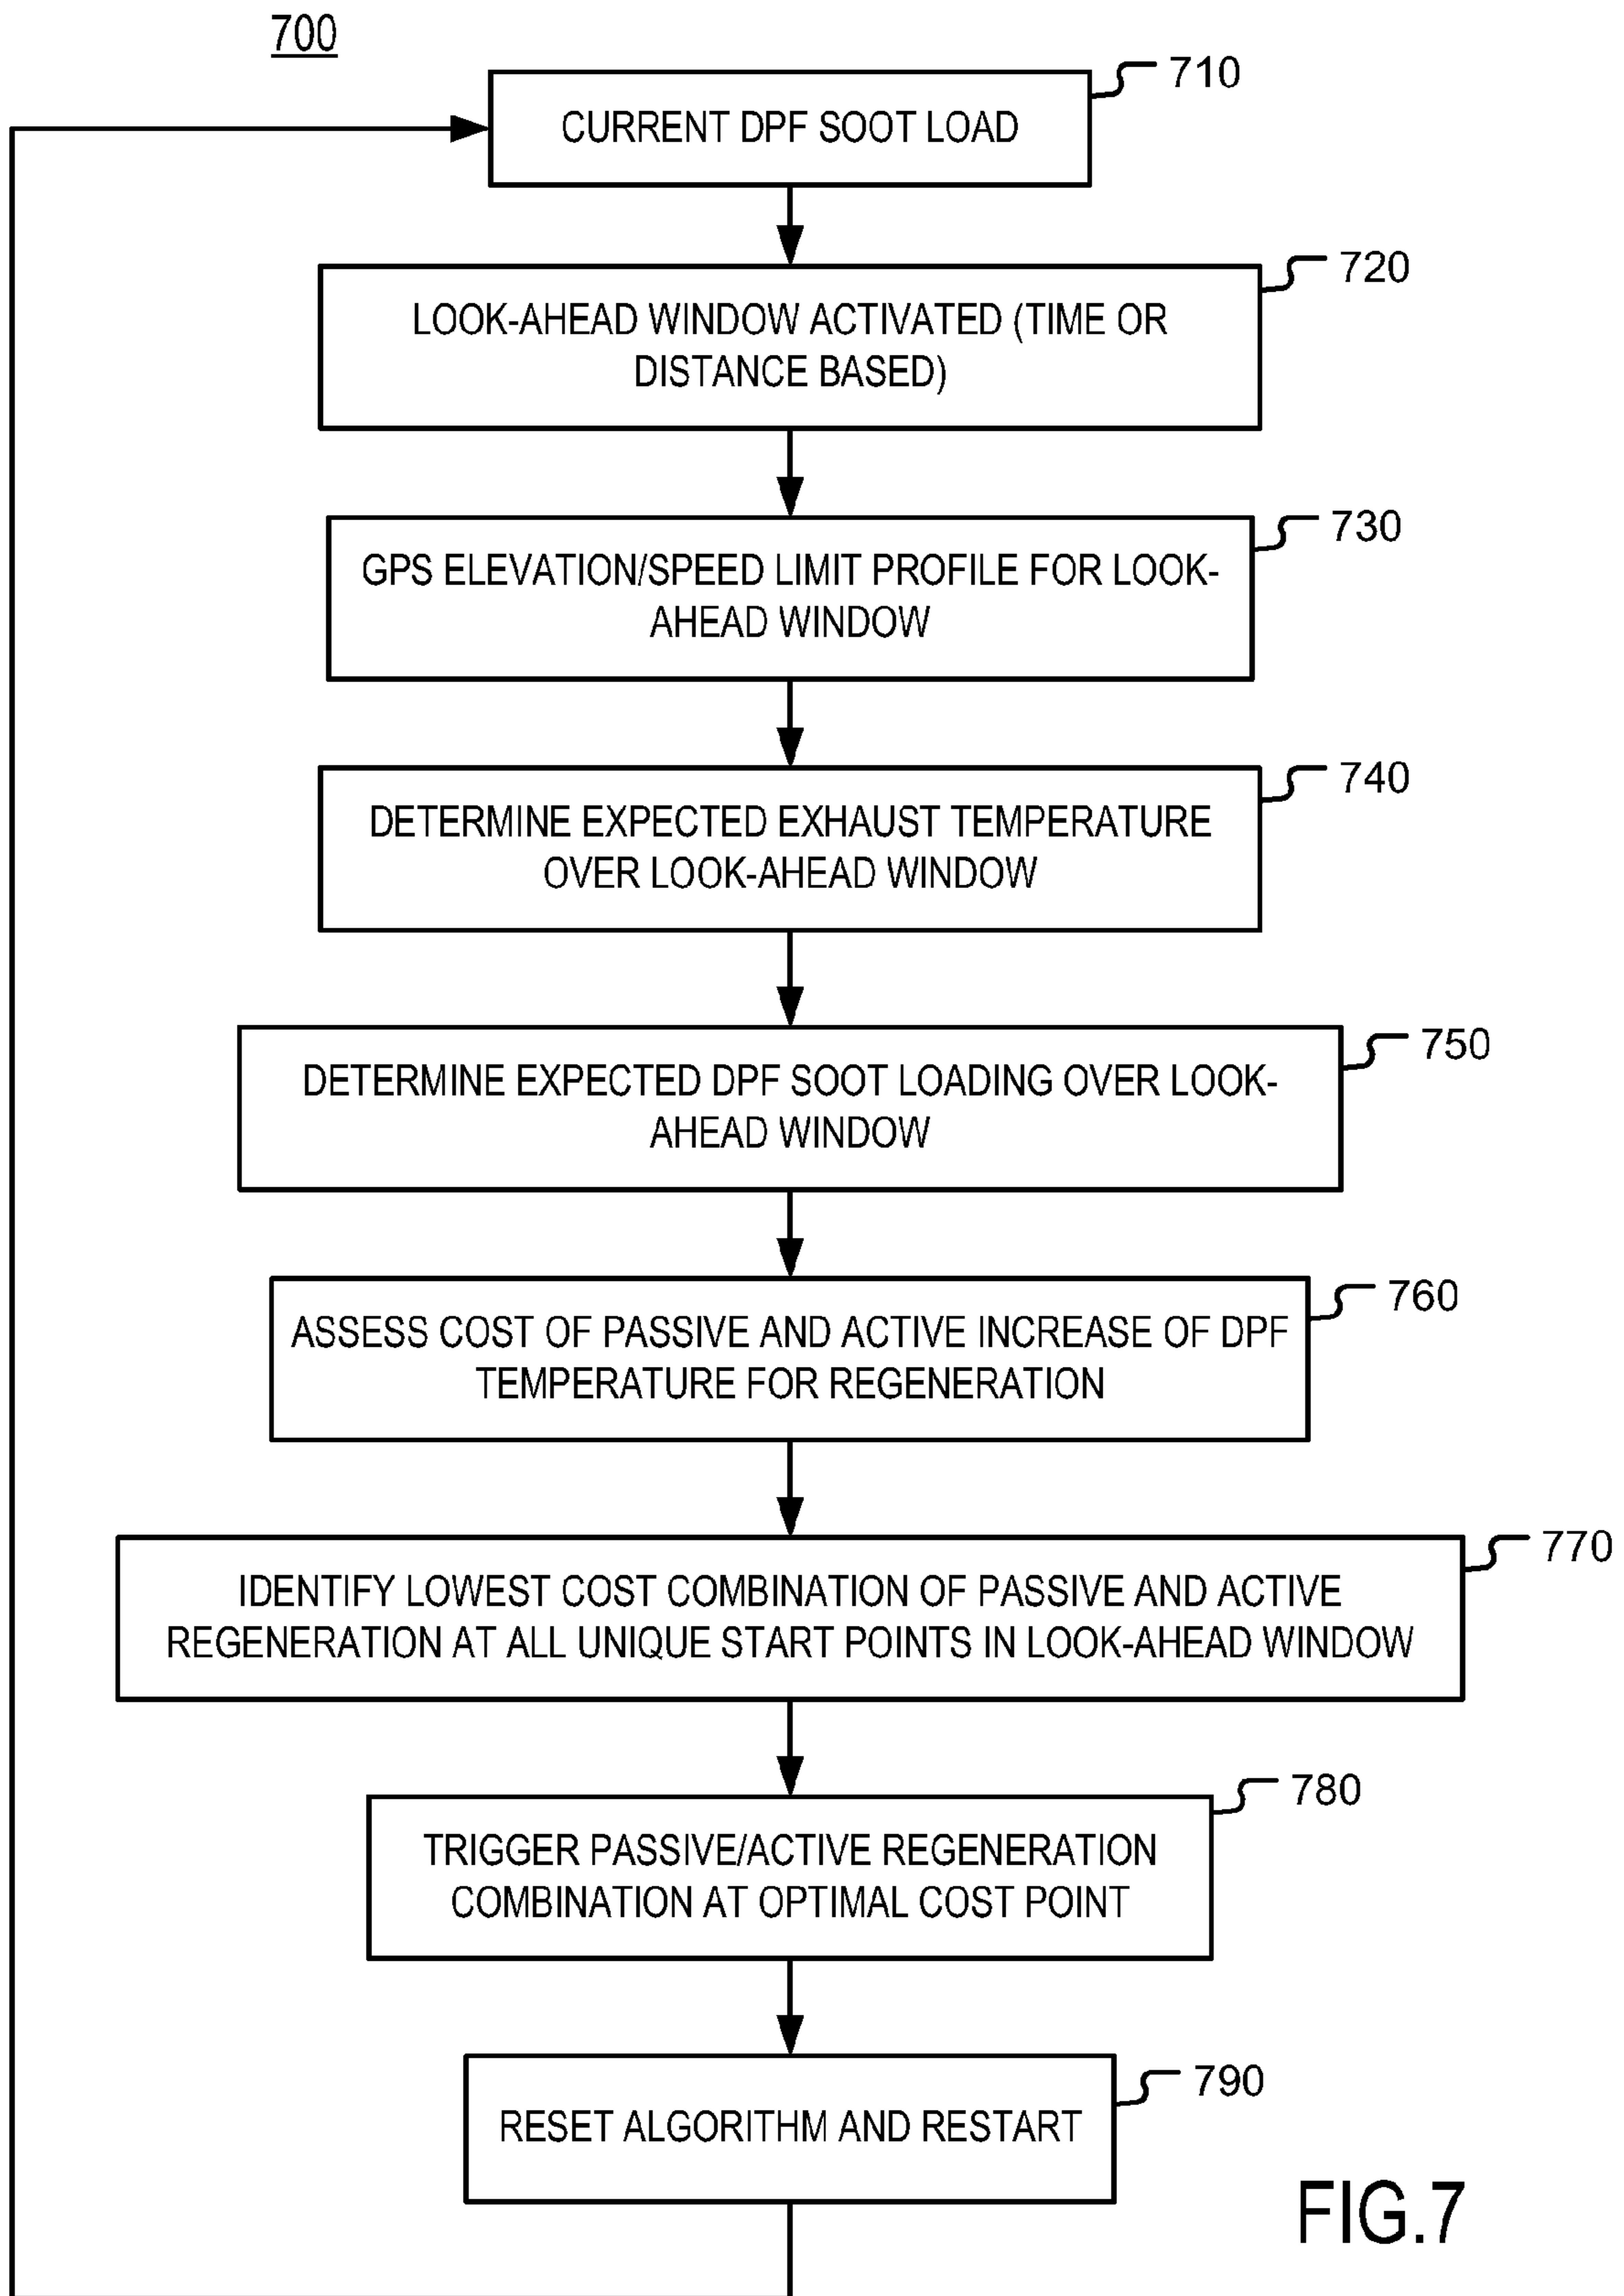 700
710
CURRENT DPF SOOT LOAD
720
LOOK-AHEAD WINDOW ACTIVATED (TIME OR
DISTANCE BASED)
730
GPS ELEVATION/SPEED LIMIT PROFILE FOR LOOK-
AHEAD WINDOW
740
DETERMINE EXPECTED EXHAUST TEMPERATURE
OVER LOOK-AHEAD WINDOW
750
DETERMINE EXPECTED DPF SOOT LOADING OVER LOOK-
AHEAD WINDOW
760
ASSESS COST OF PASSIVE AND ACTIVE INCREASE OF DPF
TEMPERATURE FOR REGENERATION
770
IDENTIFY LOWEST COST COMBINATION OF PASSIVE AND ACTIVE
REGENERATION AT ALL UNIQUE START POINTS IN LOOK-AHEAD WINDOW
780
TRIGGER PASSIVE/ACTIVE REGENERATION
COMBINATION AT OPTIMAL COST POINT
790
RESET ALGORITHM AND RESTART
FIG.7